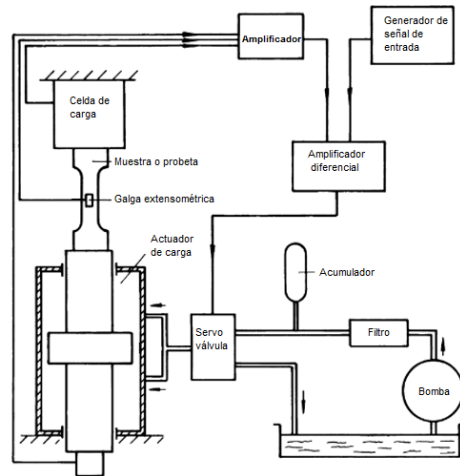 Generador de
señal de
entrada
Amplificador
Celda de
carga
Muestra o probeta
Amplificador
diferencial
Galga extensométrica
Actuador
de carga
Acumulador
Servo
válvula
Filtro
Bomba